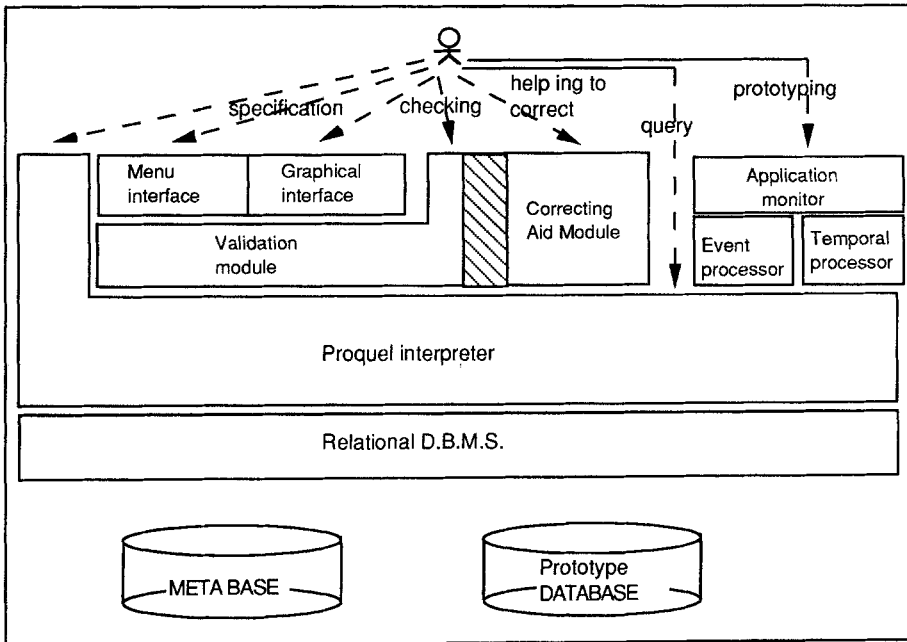 help ing to
correct
specification
checking
prototyping
query
Menu
interface
Graphical
interface
Validation
module
Correcting
Aid Module
Application
monitor
Event
processor
Temporal
processor
Proquel interpreter
Relational D.B.M.S.
META BASE
Prototype
DATABASE